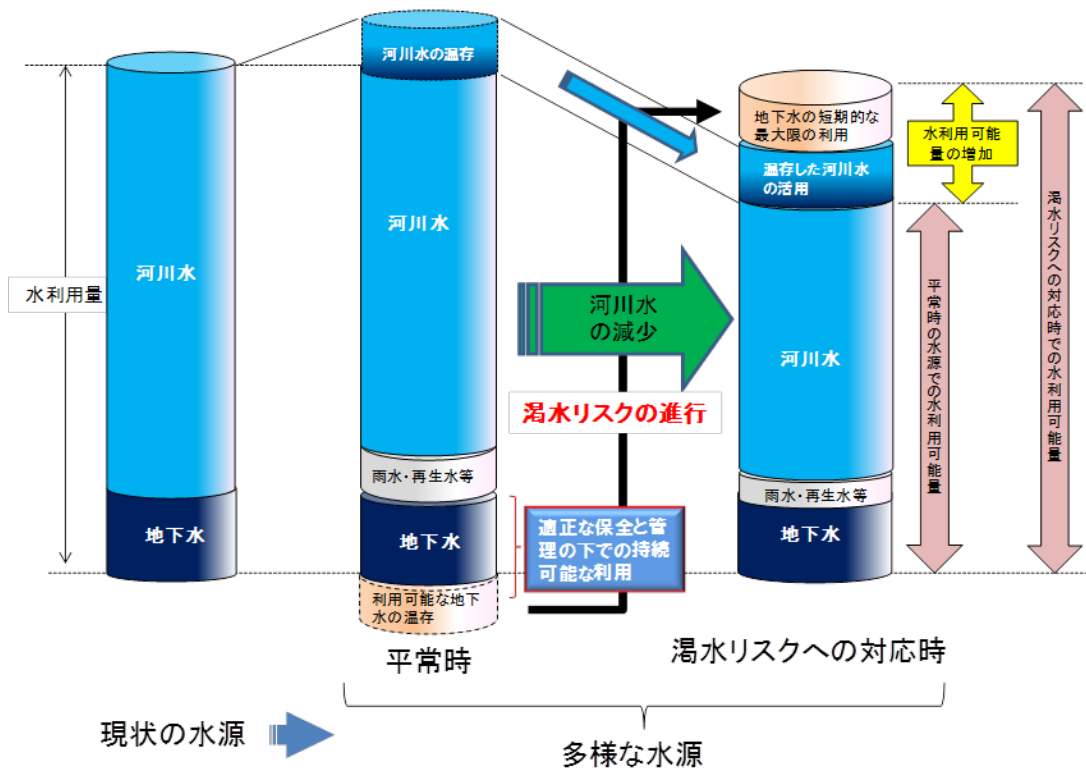 水利用量
河川水
地下水
河川水の温存
河川水
雨水・再生水等
地下水
利用可能な地下
水の温存
適正な保全と管
理の下での持続
可能な利用
河川水
の減少
渇水リスクの進行
地下水の短期的な
最大限の利用
温存した河川水
の活用
河川水
雨水・再生水等
地下水
水利用可能
量の増加
平常時の水源での水利用可能量
渇水リスクへの対応時での水利用可能量
平常時
渇水リスクへの対応時
現状の水源
多様な水源